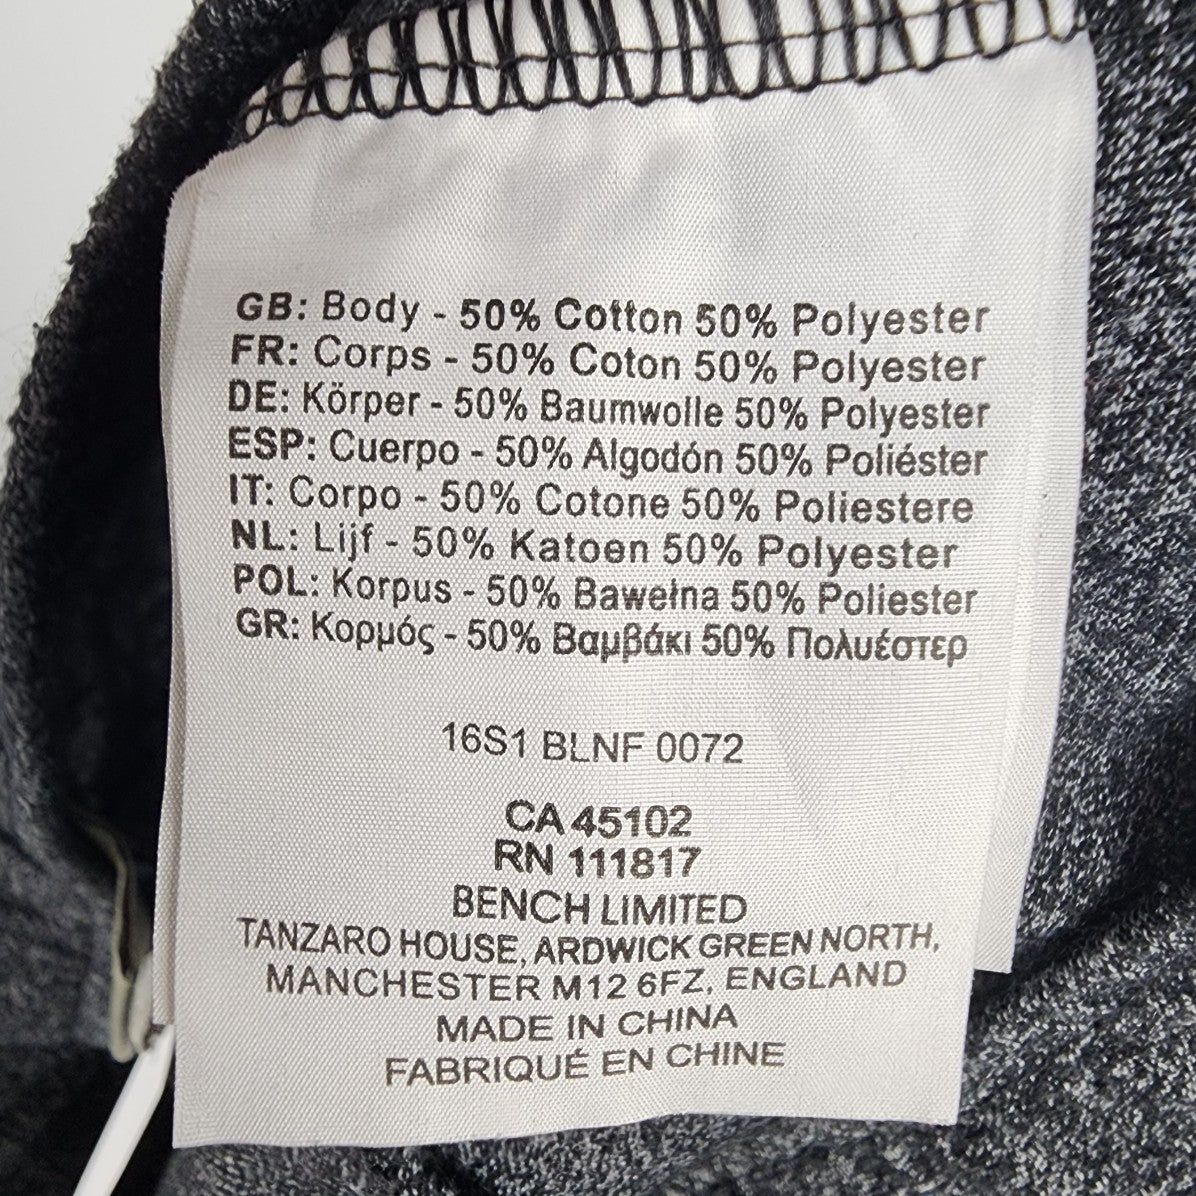 GB: Body - 50% Cotton 50% Polyester
FR: Corps - 50% Coton 50% Polyester
DE: Körper - 50% Baumwolle 50% Polyester
ESP: Cuerpo - 50% Algodón 50% Poliéster
IT: Corpo - 50% Cotone 50% Poliestere
NL: Lijf - 50% Katoen 50% Polyester
POL: Korpus - 50% Bawełna 50% Poliester
GR: Κορμός - 50% Βαμβάκι 50% Πολυέστερ
16S1 BLNF 0072
CA 45102
RN 111817
BENCH LIMITED
TANZARO HOUSE, ARDWICK GREEN NORTH,
MANCHESTER M12 6FZ, ENGLAND
MADE IN CHINA
FABRIQUÉ EN CHINE